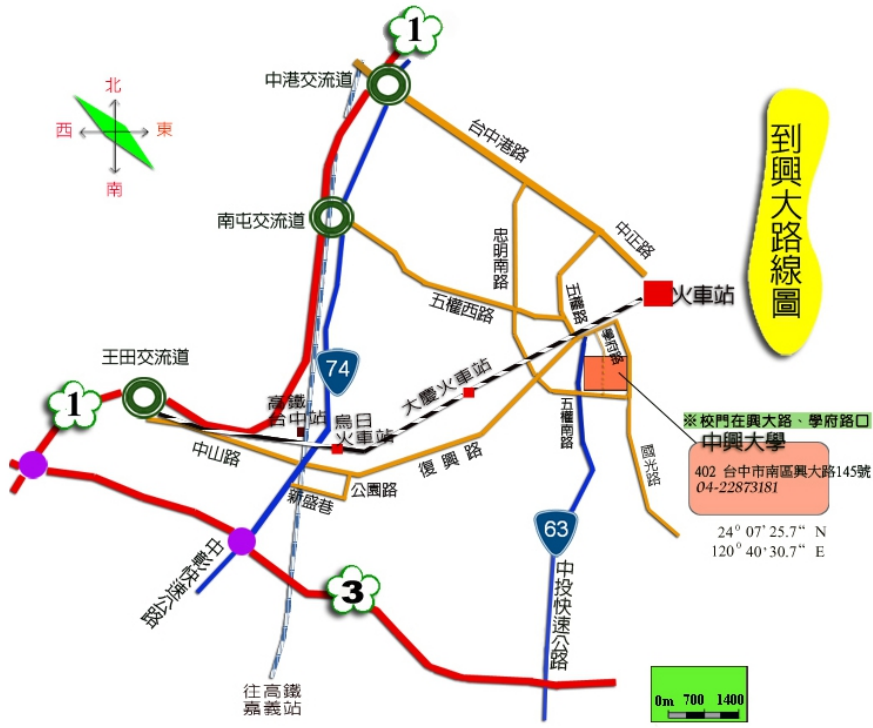 1
中港交流道
北
西
東
南
台中港路
到興大路線圖
南屯交流道
忠明南路
中正路
火車站
五權西路
五權路
學府路
王田交流道
74
大慶火車站
1
高鐵
台中站
烏日
火車站
五權南路
※校門在興大路、學府路口
中興大學
402 台中市南區興大路145號
04-22873181
中山路
復興路
國光路
新盛巷
公園路
24° 07' 25.7“ N
120° 40' 30.7“ E
63
中彰快速公路
中投快速公路
3
往高鐵
嘉義站
0m 700 1400